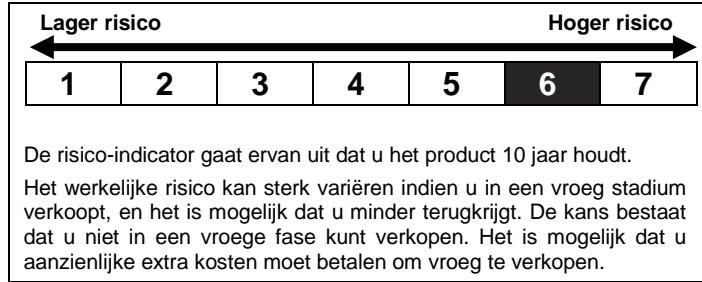 Lager risico Hoger risico
1 2 3 4 5 6 7
De risico-indicator gaat ervan uit dat u het product 10 jaar houdt.
Het werkelijke risico kan sterk variëren indien u in een vroeg stadium
verkoopt, en het is mogelijk dat u minder terugkrijgt. De kans bestaat
dat u niet in een vroege fase kunt verkopen. Het is mogelijk dat u
aanzienlijke extra kosten moet betalen om vroeg te verkopen.